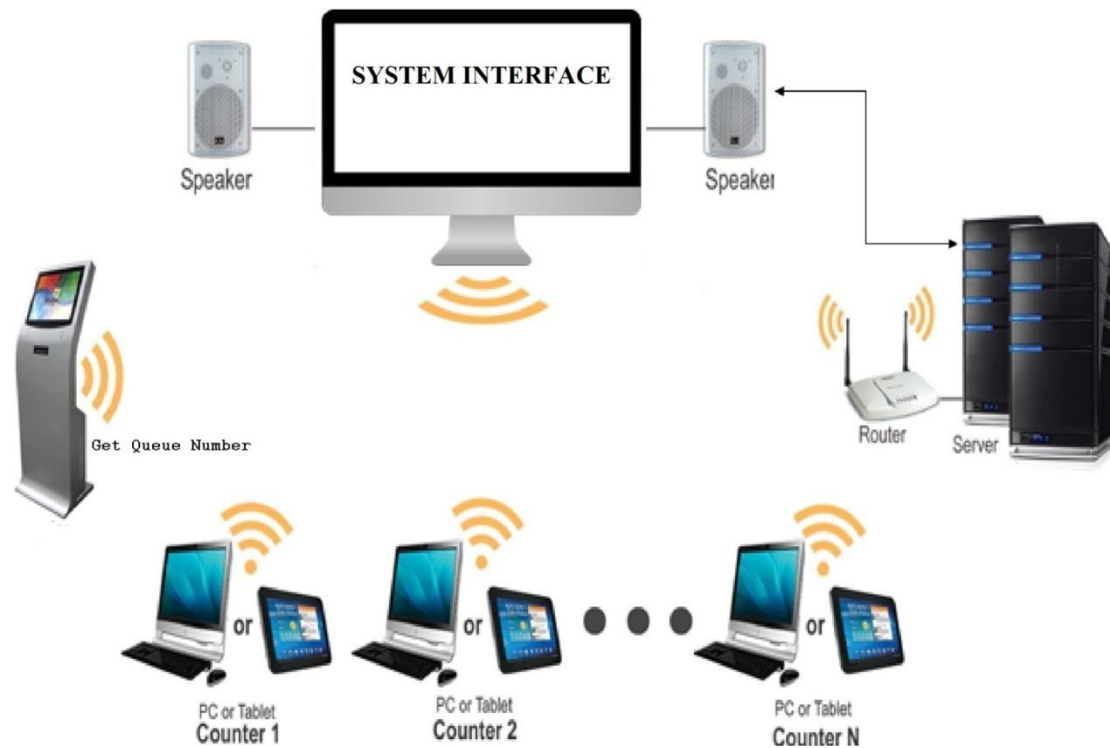 SYSTEM INTERFACE
Speaker
Speaker
Get Queue Number
Router
Server
or
or
or
PC or Tablet
Counter 1
PC or Tablet
Counter 2
PC or Tablet
Counter N